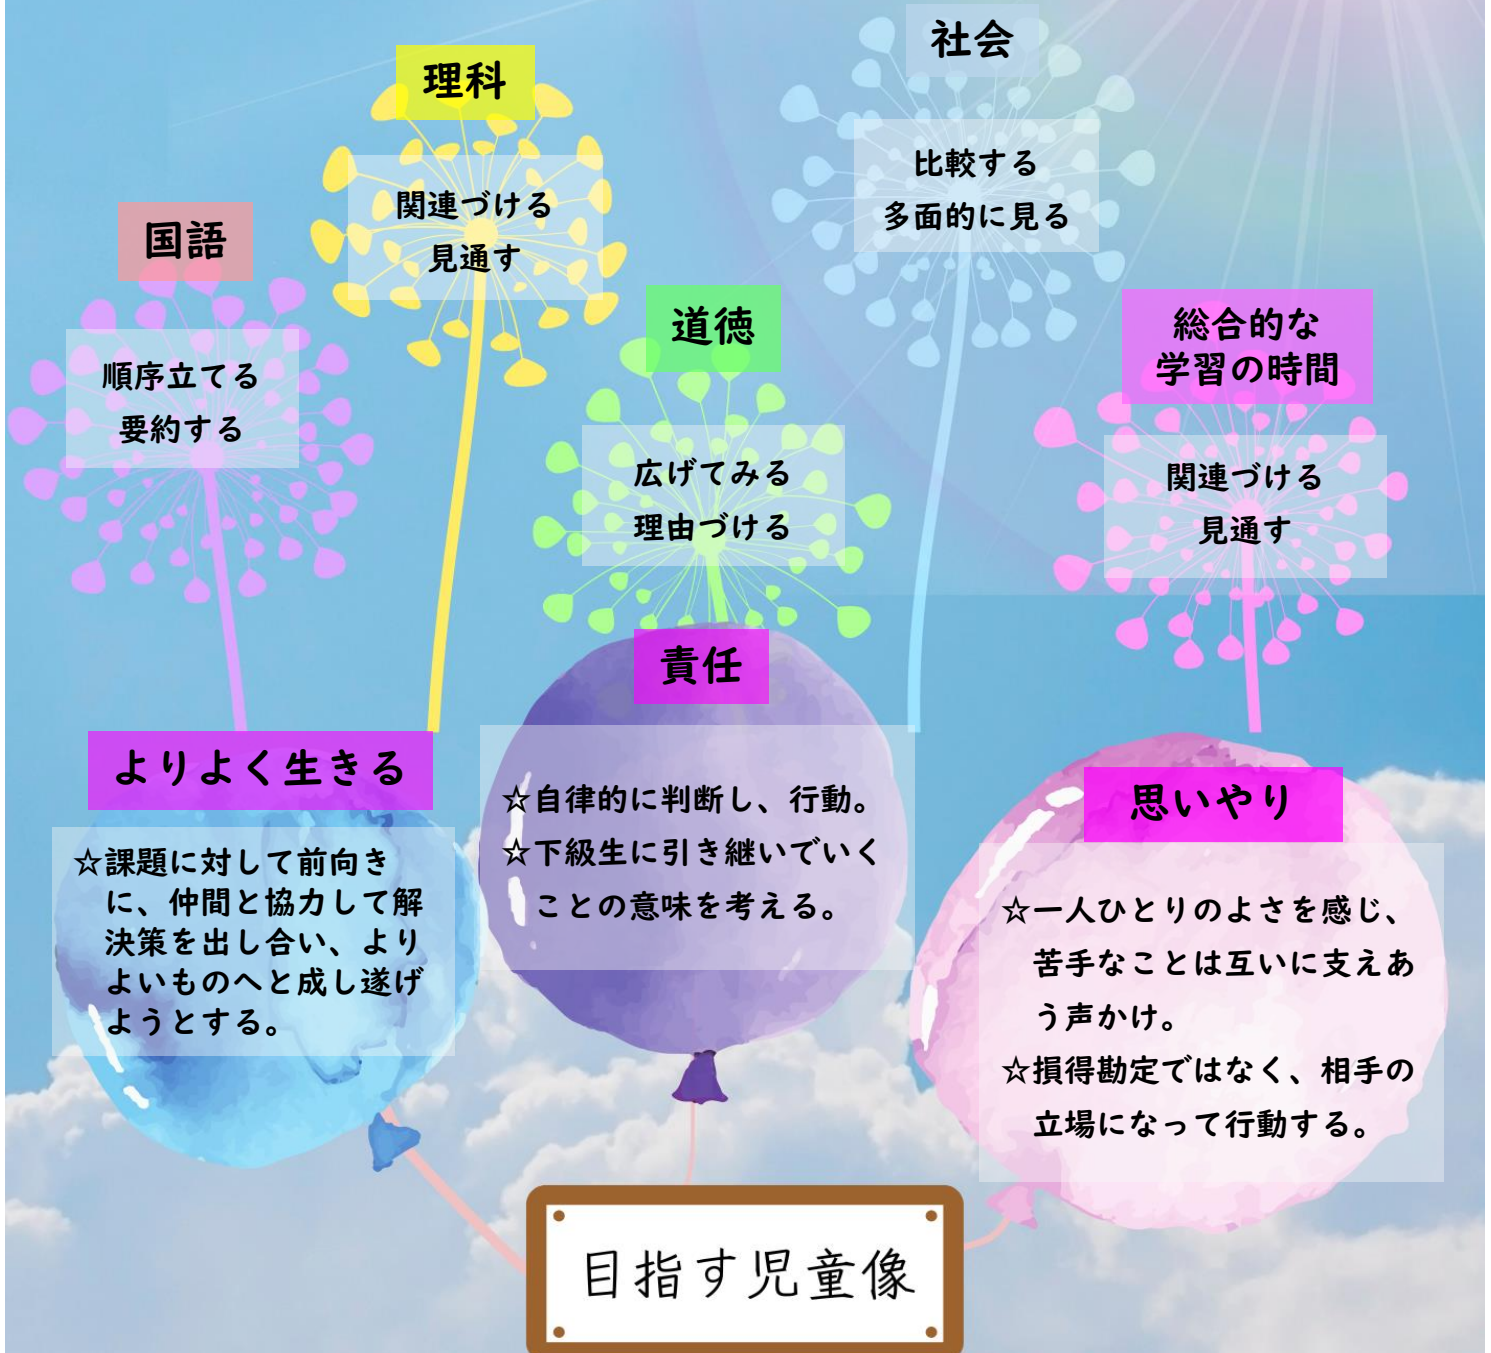 社会
理科
比較する
多面的に見る
関連づける
見通す
国語
道徳
総合的な
学習の時間
順序立てる
要約する
広げてみる
理由づける
関連づける
見通す
責任
よりよく生きる
思いやり
☆自律的に判断し、行動。
☆下級生に引き継いでいく
ことの意味を考える。
☆課題に対して前向き
に、仲間と協力して解
決策を出し合い、より
よいものへと成し遂げ
ようとする。
☆一人ひとりのよさを感じ、
苦手なことは互いに支えあ
う声かけ。
☆損得勘定ではなく、相手の
立場になって行動する。
目指す児童像